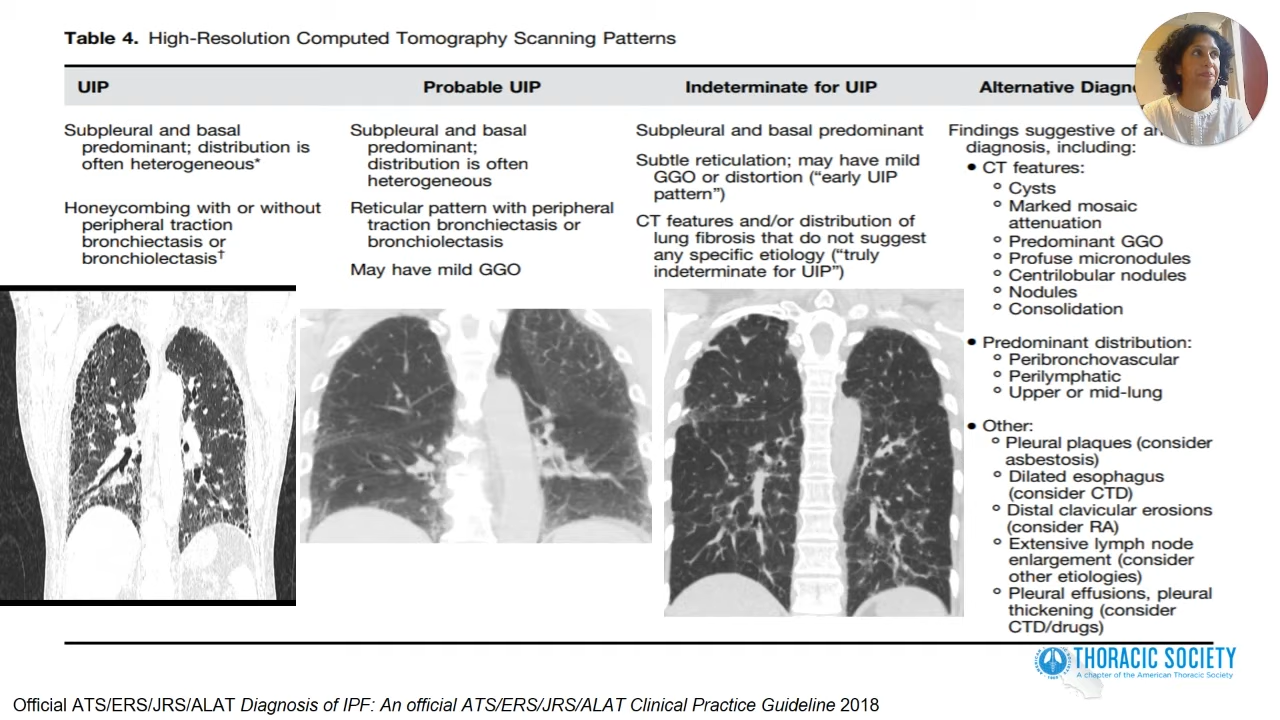 Table 4. High-Resolution Computed Tomography Scanning Patterns
UIP
Probable UIP
Indeterminate for UIP
Alternative Diagn
Subpleural and basal
predominant; distribution is
often heterogeneous*
Honeycombing with or without
peripheral traction
bronchiectasis or
bronchiolectasis†
Subpleural and basal
predominant;
distribution is often
heterogeneous
Reticular pattern with peripheral
traction bronchiectasis or
bronchiolectasis
May have mild GGO
Subpleural and basal predominant
Subtle reticulation; may have mild
GGO or distortion (“early UIP
pattern”)
CT features and/or distribution of
lung fibrosis that do not suggest
any specific etiology (“truly
indeterminate for UIP”)
Findings suggestive of an
diagnosis, including:
• CT features:
° Cysts
° Marked mosaic
attenuation
° Predominant GGO
° Profuse micronodules
° Centrilobular nodules
° Nodules
° Consolidation
• Predominant distribution:
° Peribronchovascular
° Perilymphatic
° Upper or mid-lung
• Other:
° Pleural plaques (consider
asbestosis)
° Dilated esophagus
(consider CTD)
° Distal clavicular erosions
(consider RA)
° Extensive lymph node
enlargement (consider
other etiologies)
° Pleural effusions, pleural
thickening (consider
CTD/drugs)
THORACIC SOCIETY
A chapter of the American Thoracic Society
Official ATS/ERS/JRS/ALAT Diagnosis of IPF: An official ATS/ERS/JRS/ALAT Clinical Practice Guideline 2018